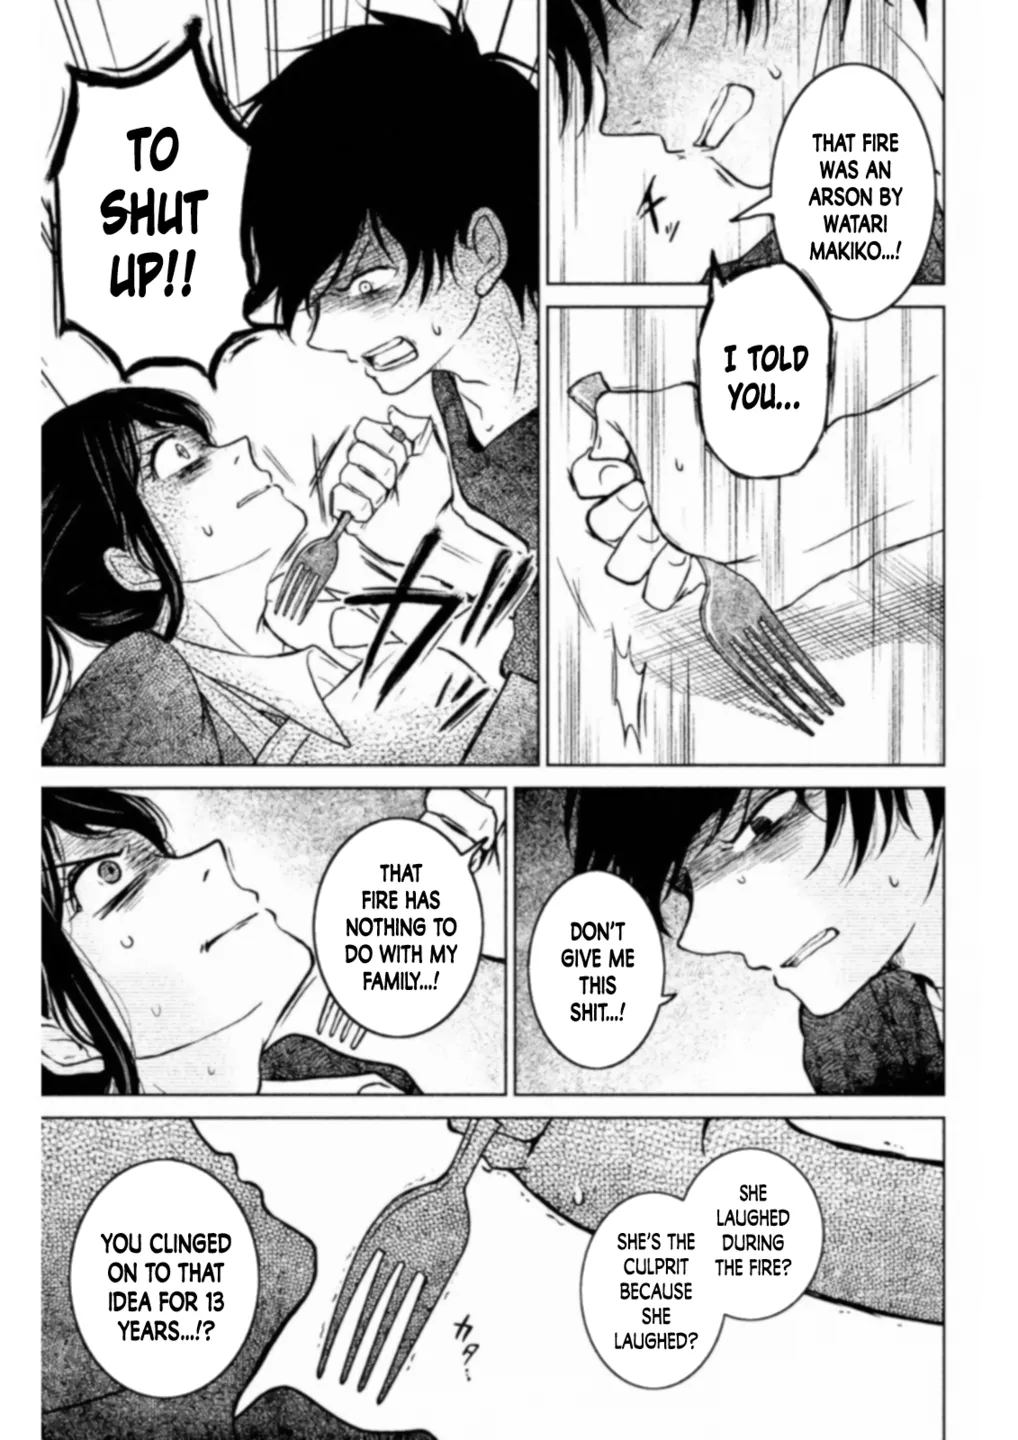 THAT FIRE
WAS AN
ARSON BY
WATARI
MAKIKO...!
I TOLD
YOU...
TO
SHUT
UP!!
DON'T
GIVE ME
THIS
SHIT...!
THAT
FIRE HAS
NOTHING TO
DO WITH MY
FAMILY...!
SHE
LAUGHED
DURING
THE FIRE?
SHE'S THE
CULPRIT
BECAUSE
SHE
LAUGHED?
カタ...
YOU CLINGED
ON TO THAT
IDEA FOR 13
YEARS...!?